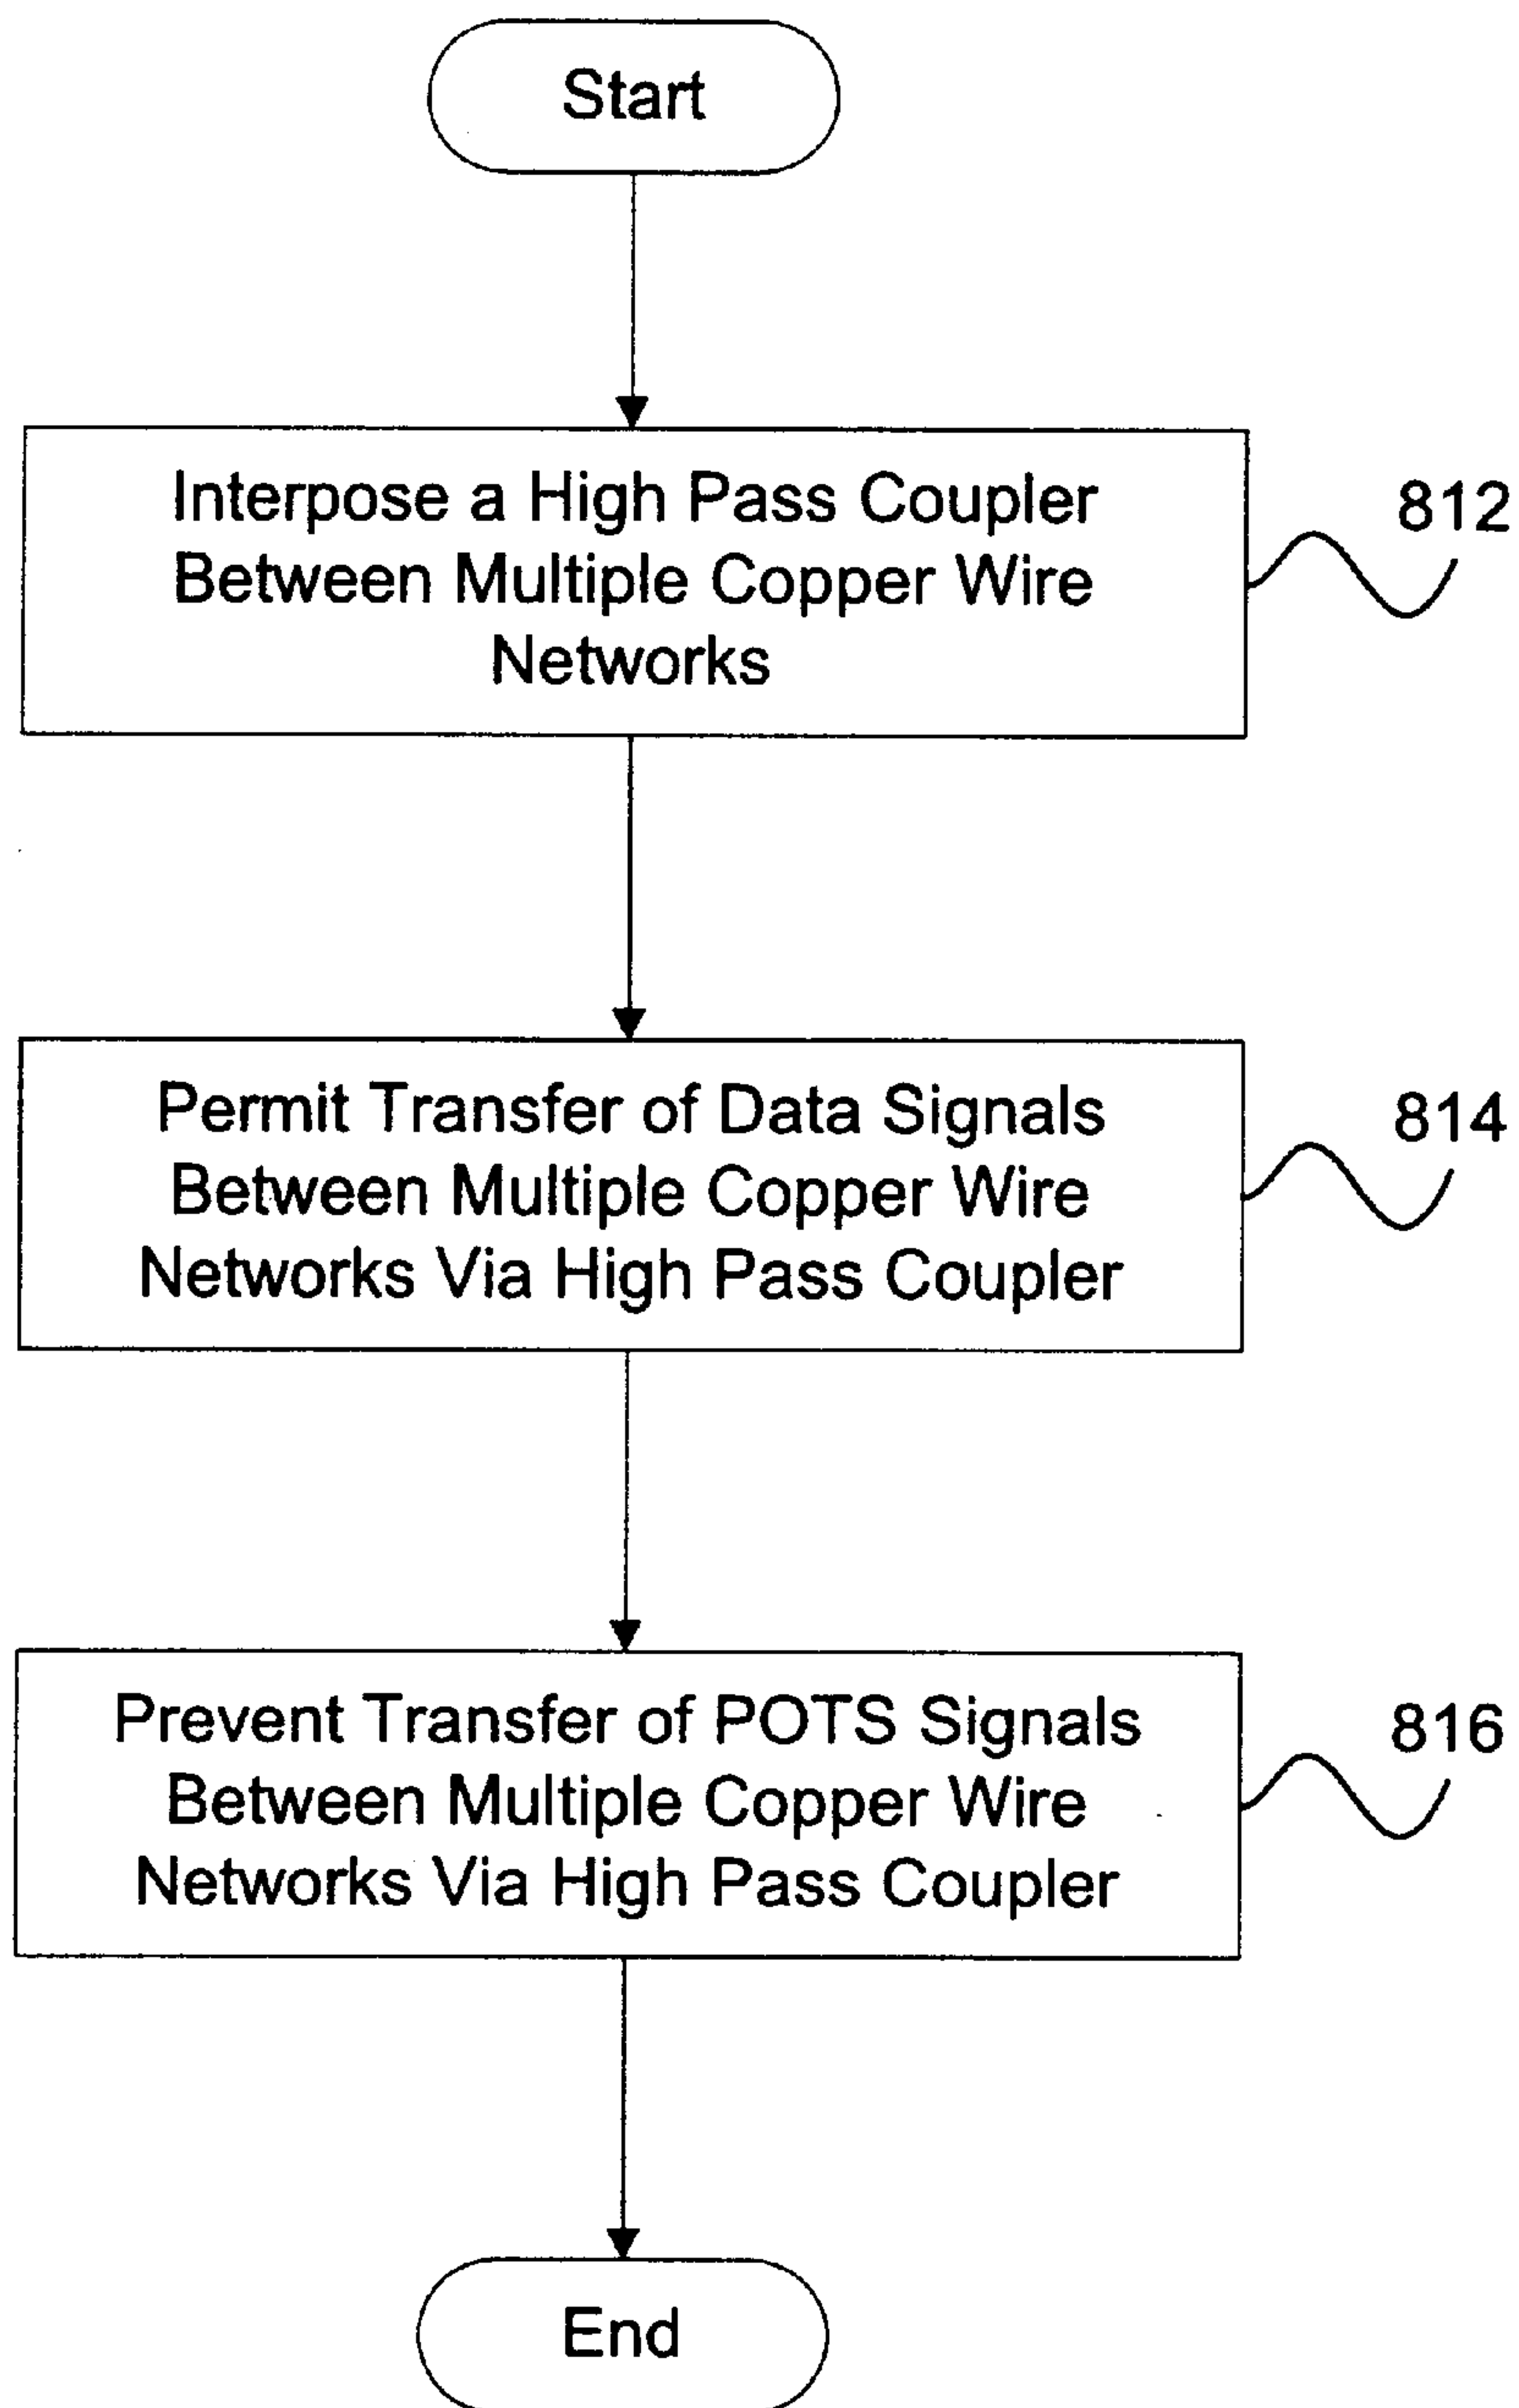 Start
Interpose a High Pass Coupler
Between Multiple Copper Wire
Networks
812
Permit Transfer of Data Signals
Between Multiple Copper Wire
Networks Via High Pass Coupler
814
Prevent Transfer of POTS Signals
Between Multiple Copper Wire
Networks Via High Pass Coupler
816
End